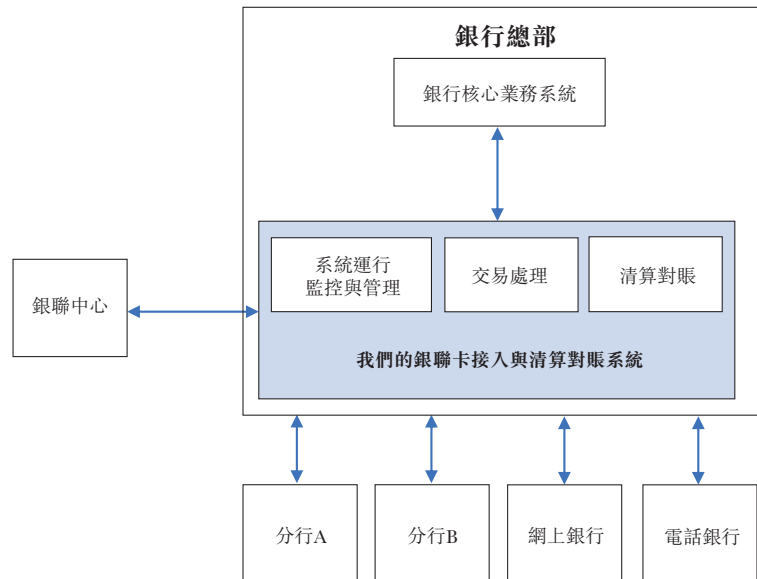 銀行總部
銀行核心業務系統
系統運行
監控與管理
交易處理
清算對賬
銀聯中心
我們的銀聯卡接入與清算對賬系統
分行A
分行B
網上銀行
電話銀行